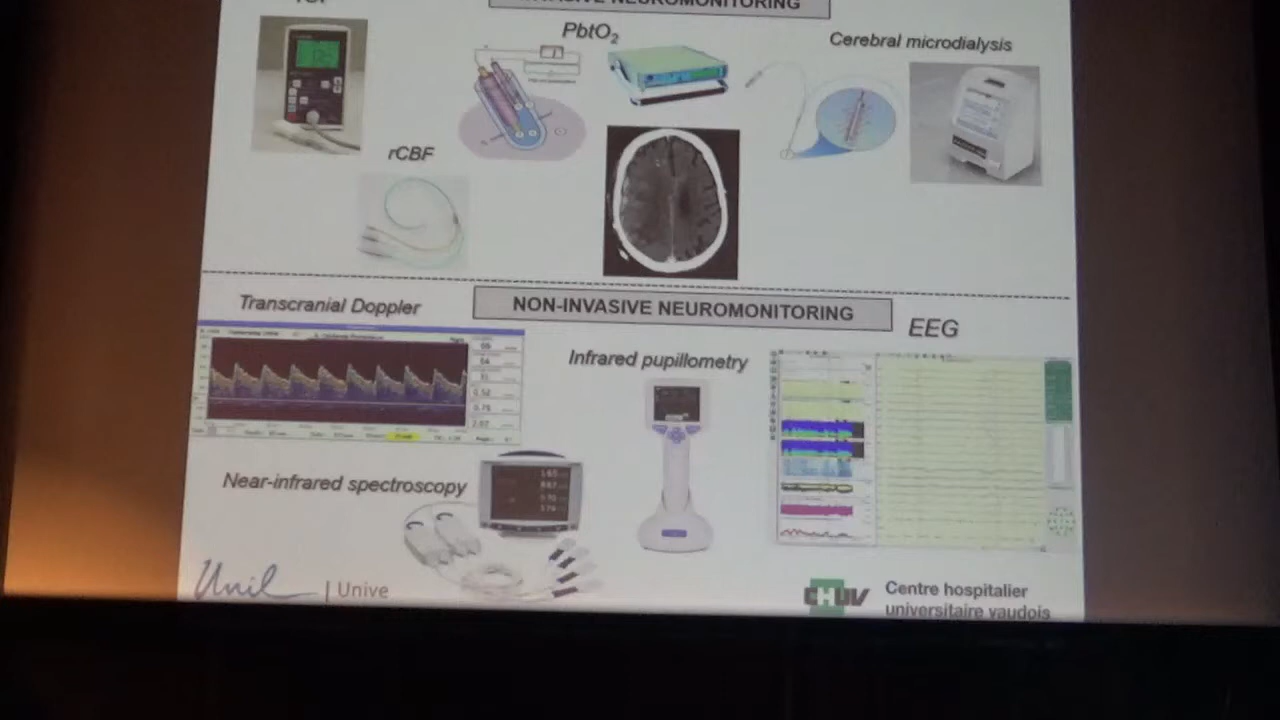 INVASIVE NEUROMONITORING
PbtO₂
Cerebral microdialysis
rCBF
Transcranial Doppler
NON-INVASIVE NEUROMONITORING
EEG
Infrared pupillometry
Near-infrared spectroscopy
Unil
| Unive
CHUV
Centre hospitalier
universitaire vaudois